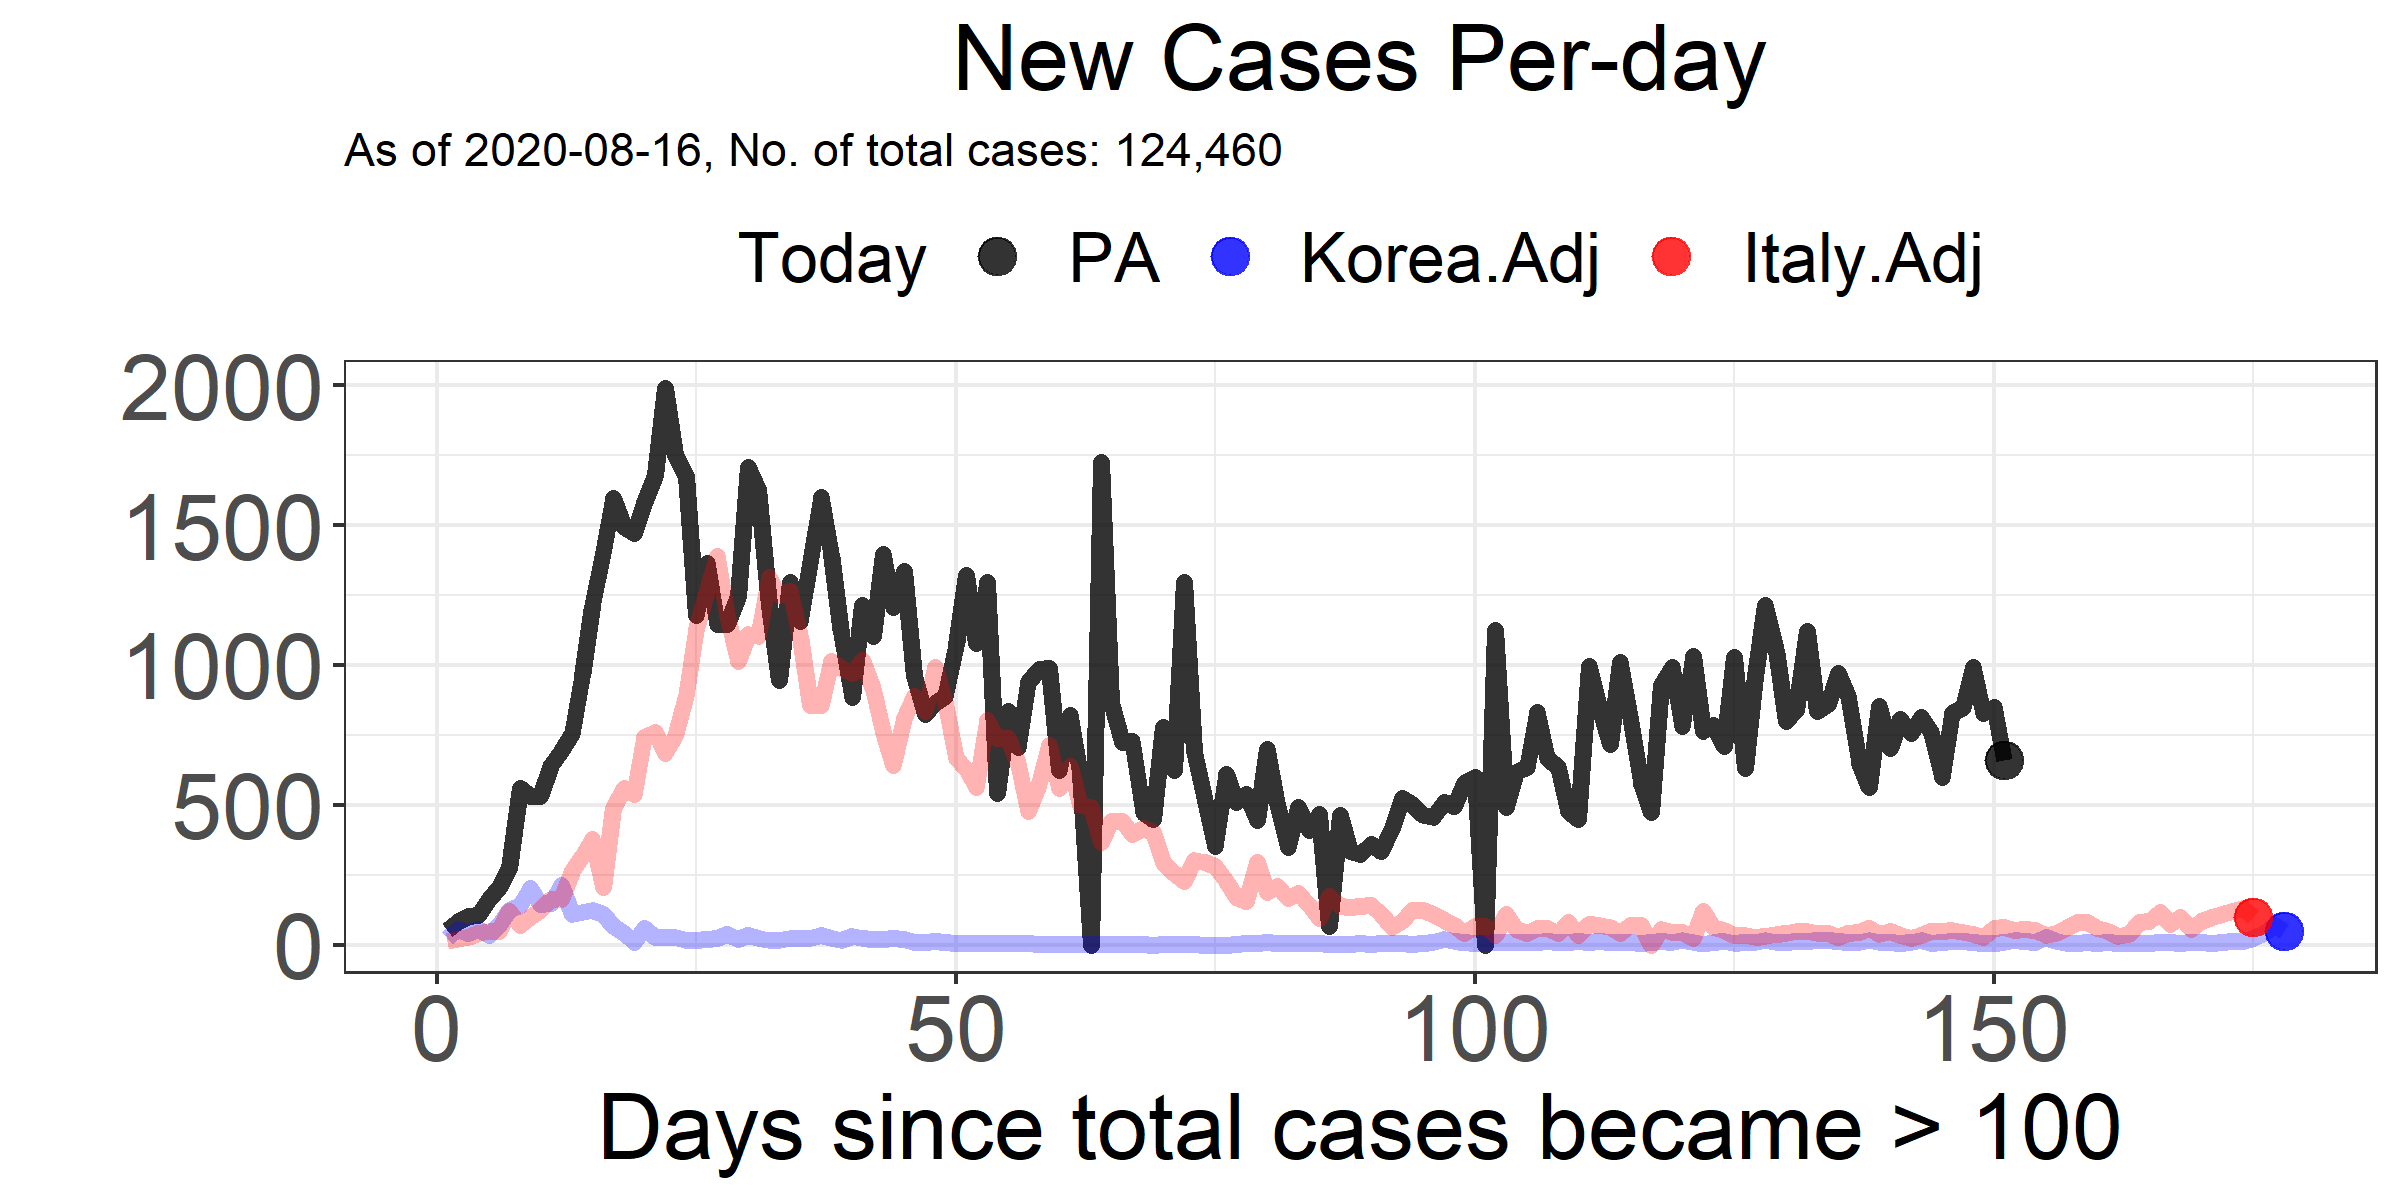 New Cases Per-day
As of 2020-08-16, No. of total cases: 124,460
Today PA Korea.Adj Italy.Adj
2000
1500
1000
500
0
0 50 100 150
Days since total cases became > 100